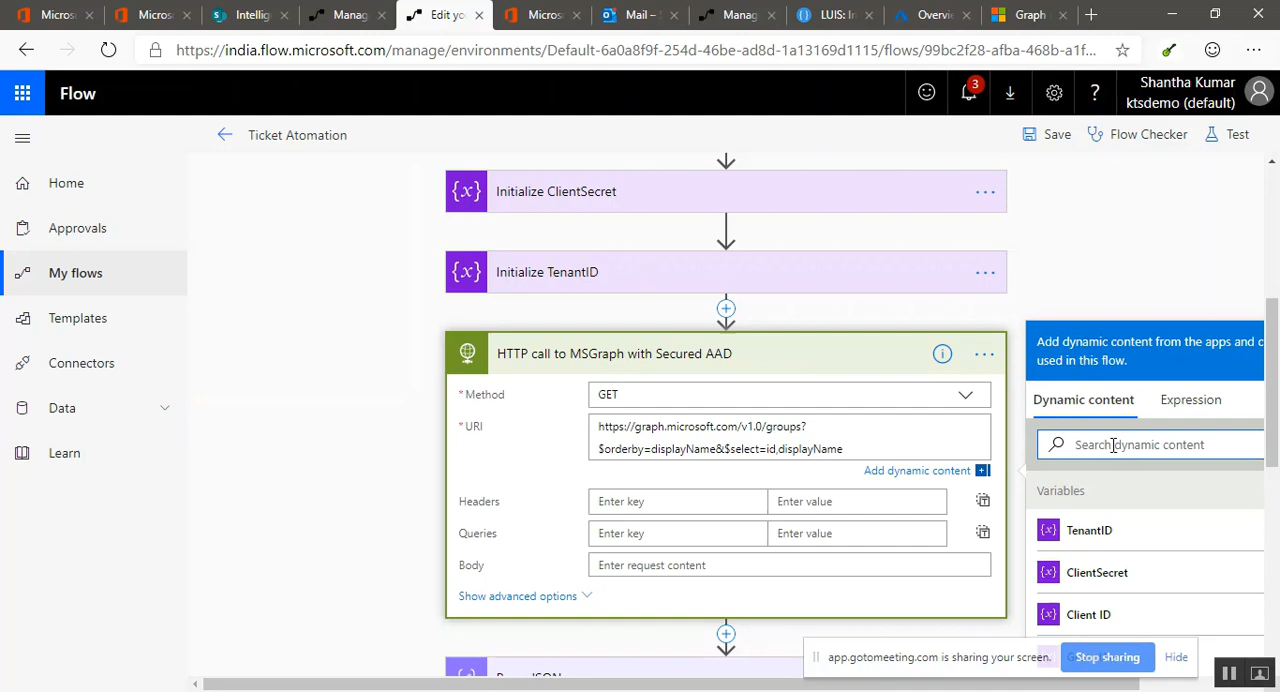 Micros
Micros
Intellig
Manag
Edit yo
Micros
Mail –
Manag
LUIS: In
Overvie
Graph
https://india.flow.microsoft.com/manage/environments/Default-6a0a8f9f-254d-46be-ad8d-1a13169d1115/flows/99bc2f28-afba-468b-a1f...
Flow
3
?
Shantha Kumar
ktsdemo (default)
Ticket Atomation
Save
Flow Checker
Test
Home
Approvals
My flows
Templates
Connectors
Data
Learn
{x} Initialize ClientSecret
{x} Initialize TenantID
HTTP call to MSGraph with Secured AAD
* Method GET
* URI https://graph.microsoft.com/v1.0/groups?
$orderby=displayName&$select=id,displayName
Add dynamic content
Headers Enter key Enter value
Queries Enter key Enter value
Body Enter request content
Show advanced options
Add dynamic content from the apps and c
used in this flow.
Dynamic content Expression
Search dynamic content
Variables
{x} TenantID
{x} ClientSecret
{x} Client ID
app.gotomeeting.com is sharing your screen.
Stop sharing
Hide